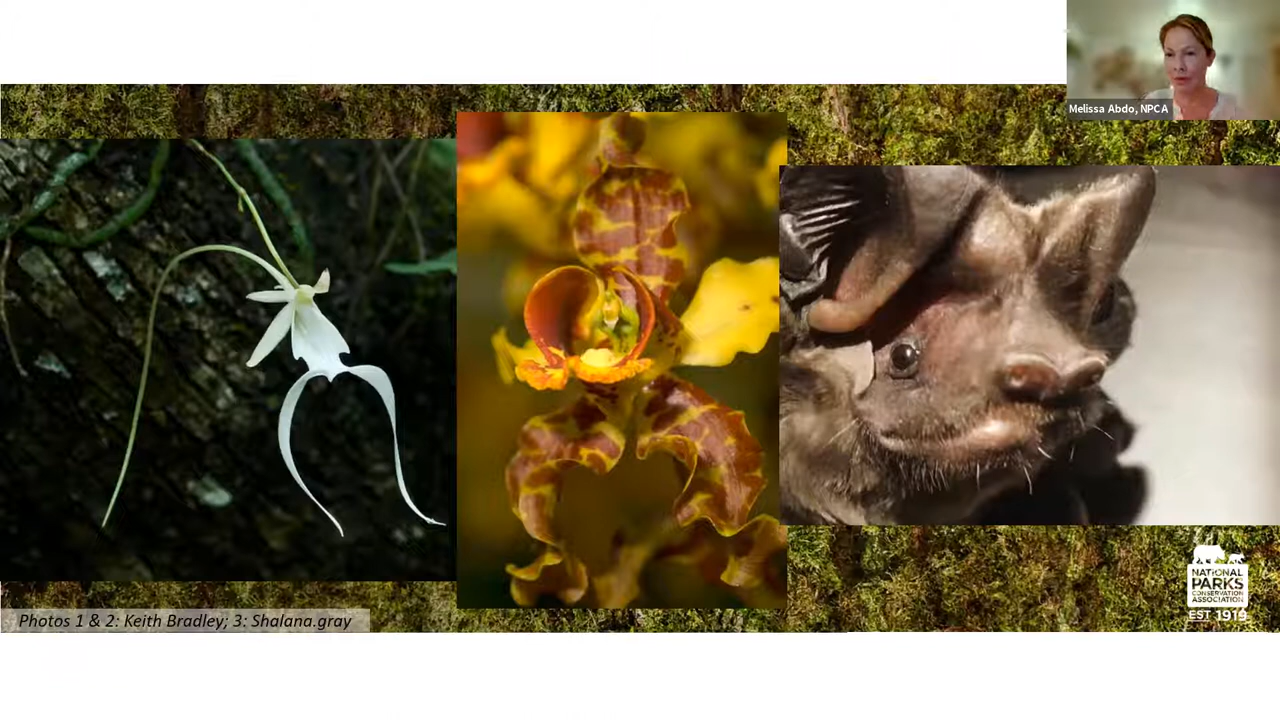 Melissa Abdo, NPCA
NATIONAL
PARKS
CONSERVATION
ASSOCIATION
EST 1919
Photos 1 & 2: Keith Bradley; 3: Shalana.gray